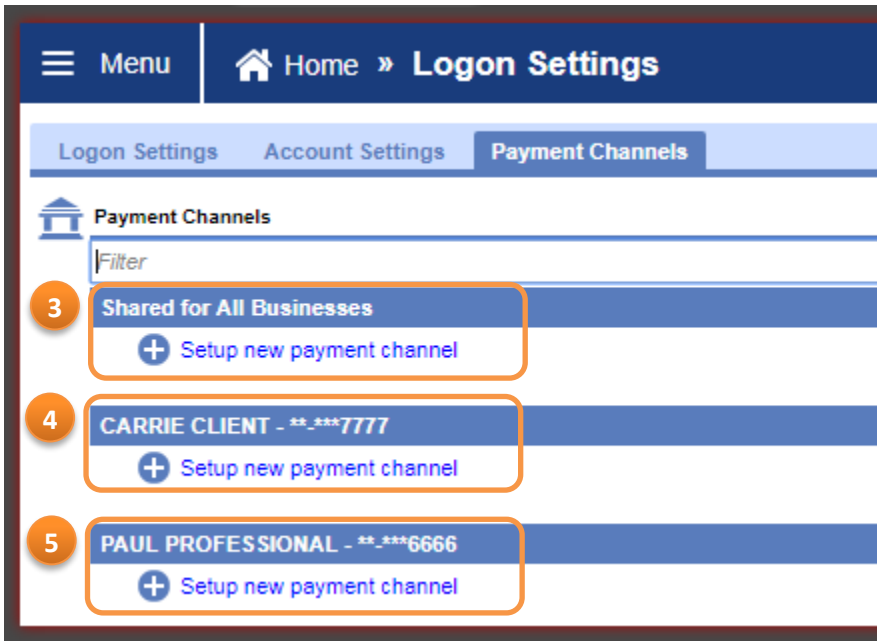 Menu Home » Logon Settings
Logon Settings Account Settings Payment Channels
Payment Channels
Filter
3 Shared for All Businesses
Setup new payment channel
4 CARRIE CLIENT - **-***7777
Setup new payment channel
5 PAUL PROFESSIONAL - **-***6666
Setup new payment channel